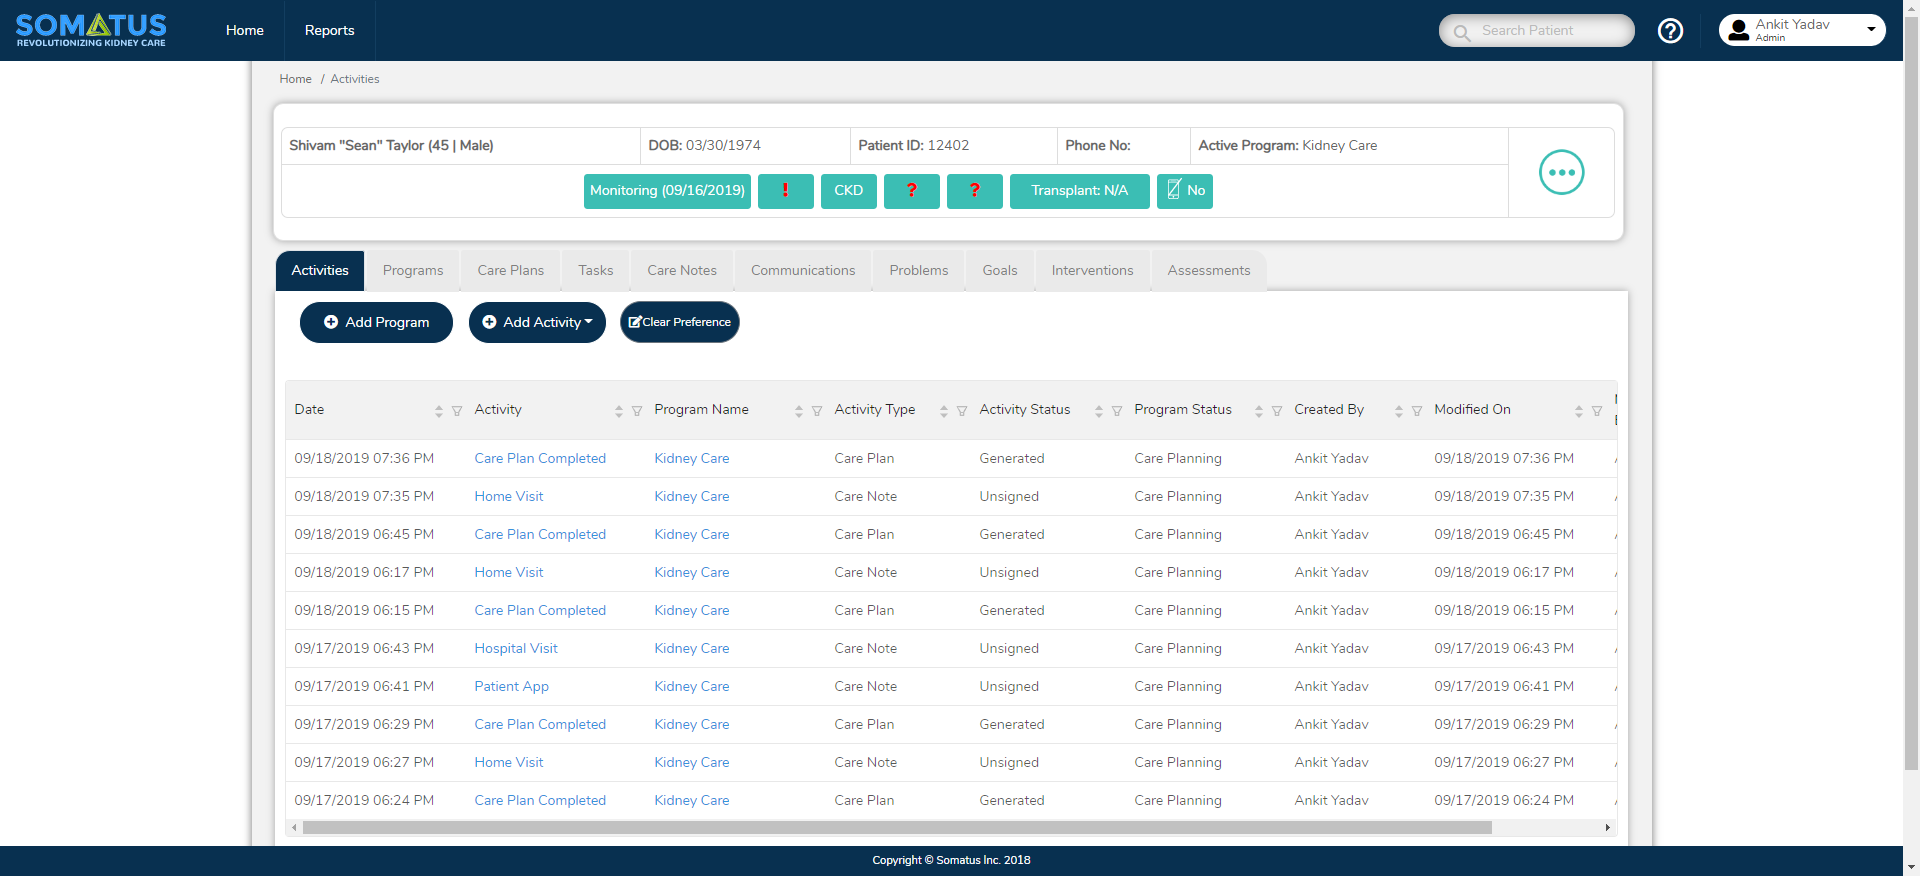 SOMATUS
REVOLUTIONIZING KIDNEY CARE
Home
Reports
Search Patient
Ankit Yadav
Admin
Home / Activities
Shivam "Sean" Taylor (45 | Male)
DOB: 03/30/1974
Patient ID: 12402
Phone No:
Active Program: Kidney Care
Monitoring (09/16/2019)
!
CKD
?
?
Transplant: N/A
No
Activities
Programs
Care Plans
Tasks
Care Notes
Communications
Problems
Goals
Interventions
Assessments
Add Program
Add Activity
Clear Preference
Date Activity Program Name Activity Type Activity Status Program Status Created By Modified On
09/18/2019 07:36 PM Care Plan Completed Kidney Care Care Plan Generated Care Planning Ankit Yadav 09/18/2019 07:36 PM
09/18/2019 07:35 PM Home Visit Kidney Care Care Note Unsigned Care Planning Ankit Yadav 09/18/2019 07:35 PM
09/18/2019 06:45 PM Care Plan Completed Kidney Care Care Plan Generated Care Planning Ankit Yadav 09/18/2019 06:45 PM
09/18/2019 06:17 PM Home Visit Kidney Care Care Note Unsigned Care Planning Ankit Yadav 09/18/2019 06:17 PM
09/18/2019 06:15 PM Care Plan Completed Kidney Care Care Plan Generated Care Planning Ankit Yadav 09/18/2019 06:15 PM
09/17/2019 06:43 PM Hospital Visit Kidney Care Care Note Unsigned Care Planning Ankit Yadav 09/17/2019 06:43 PM
09/17/2019 06:41 PM Patient App Kidney Care Care Note Unsigned Care Planning Ankit Yadav 09/17/2019 06:41 PM
09/17/2019 06:29 PM Care Plan Completed Kidney Care Care Plan Generated Care Planning Ankit Yadav 09/17/2019 06:29 PM
09/17/2019 06:27 PM Home Visit Kidney Care Care Note Unsigned Care Planning Ankit Yadav 09/17/2019 06:27 PM
09/17/2019 06:24 PM Care Plan Completed Kidney Care Care Plan Generated Care Planning Ankit Yadav 09/17/2019 06:24 PM
Copyright © Somatus Inc. 2018